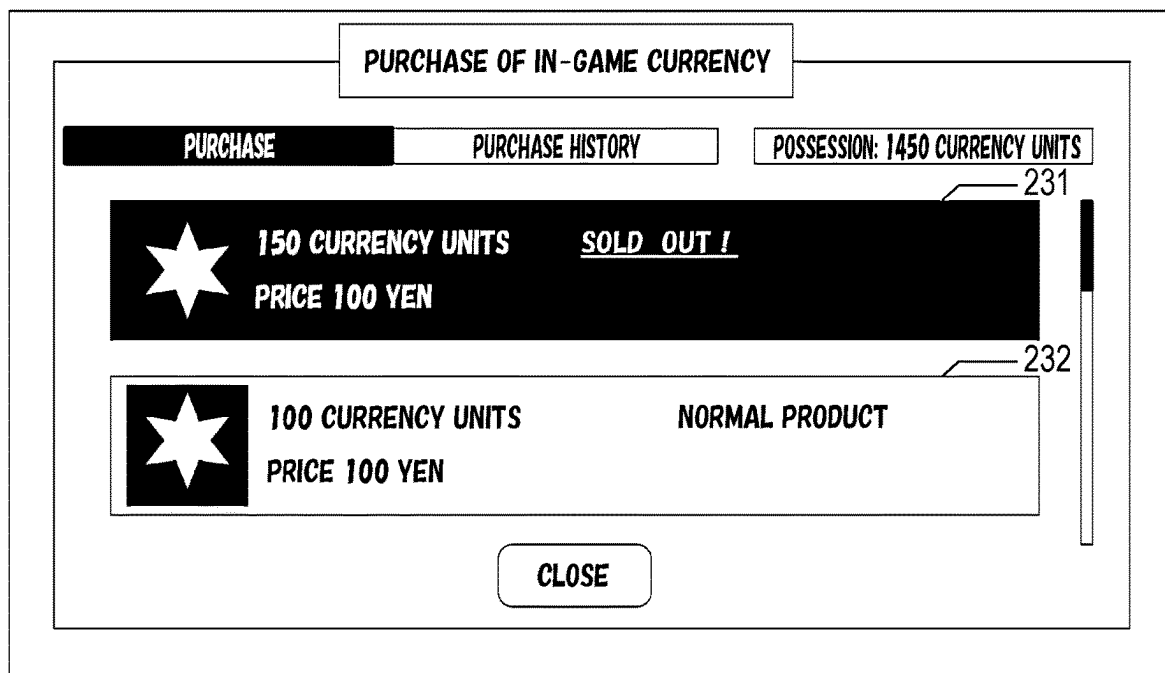 PURCHASE OF IN-GAME CURRENCY
PURCHASE PURCHASE HISTORY POSSESSION: 1450 CURRENCY UNITS
231
150 CURRENCY UNITS SOLD OUT !
PRICE 100 YEN
232
100 CURRENCY UNITS NORMAL PRODUCT
PRICE 100 YEN
CLOSE